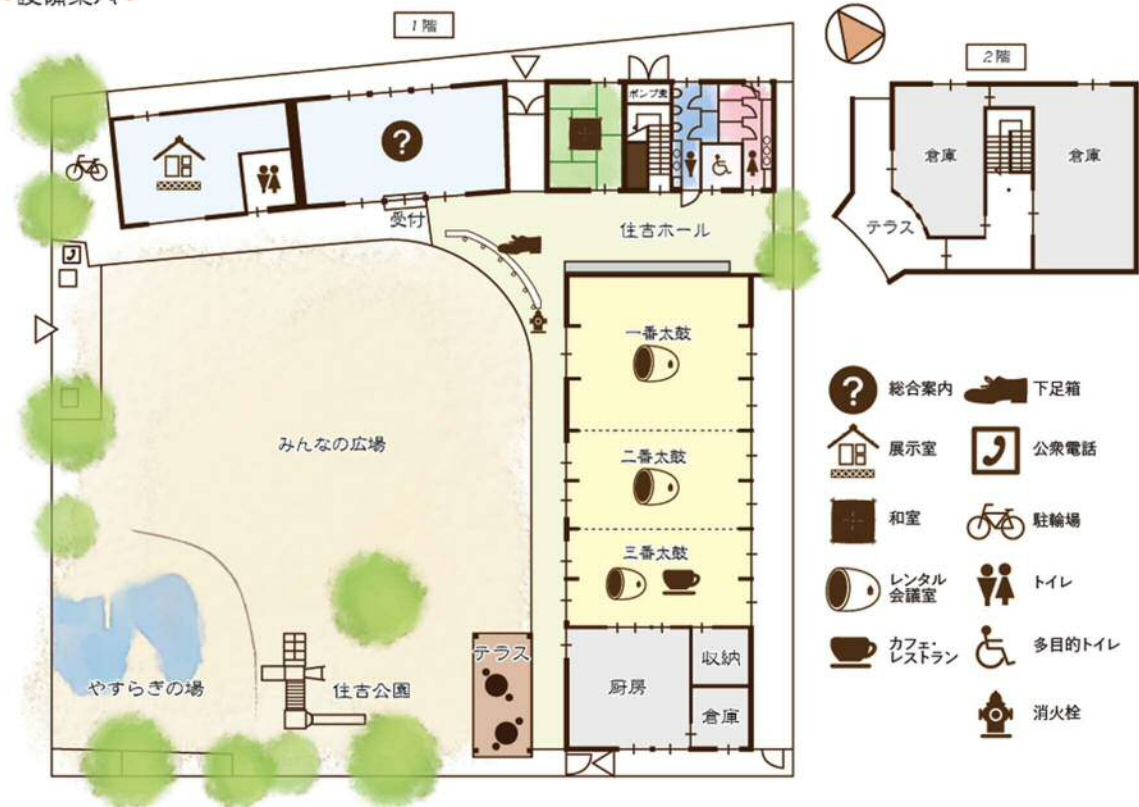 設備案内
1階
2階
ポンプ室
受付
住吉ホール
倉庫
倉庫
テラス
一番太鼓
みんなの広場
二番太鼓
三番太鼓
テラス
収納
厨房
倉庫
やすらぎの場
住吉公園
総合案内
下足箱
展示室
公衆電話
和室
駐輪場
レンタル
会議室
トイレ
カフェ・
レストラン
多目的トイレ
消火栓